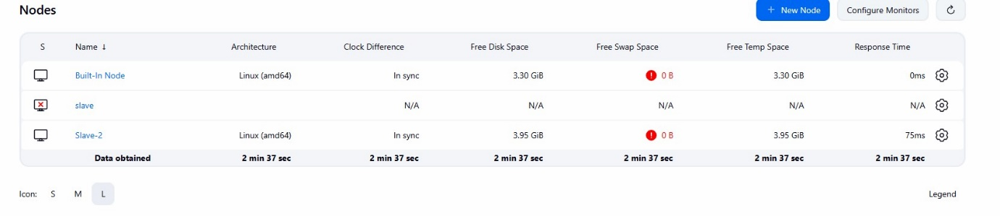 Nodes + New Node Configure Monitors
S Name ↓ Architecture Clock Difference Free Disk Space Free Swap Space Free Temp Space Response Time
Built-In Node Linux (amd64) In sync 3.30 GiB 0 B 3.30 GiB 0ms
slave N/A N/A N/A N/A N/A
Slave-2 Linux (amd64) In sync 3.95 GiB 0 B 3.95 GiB 75ms
Data obtained 2 min 37 sec 2 min 37 sec 2 min 37 sec 2 min 37 sec 2 min 37 sec 2 min 37 sec
Icon: S M L Legend